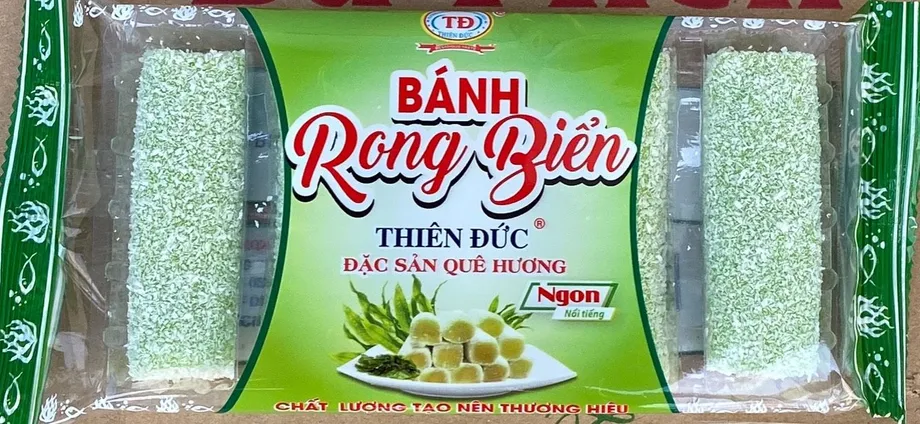 TĐ
THIÊN ĐỨC
BÁNH
Rong Biển
THIÊN ĐỨC ®
ĐẶC SẢN QUÊ HƯƠNG
Ngon
Nổi tiếng
CHẤT LƯỢNG TẠO NÊN THƯƠNG HIỆU